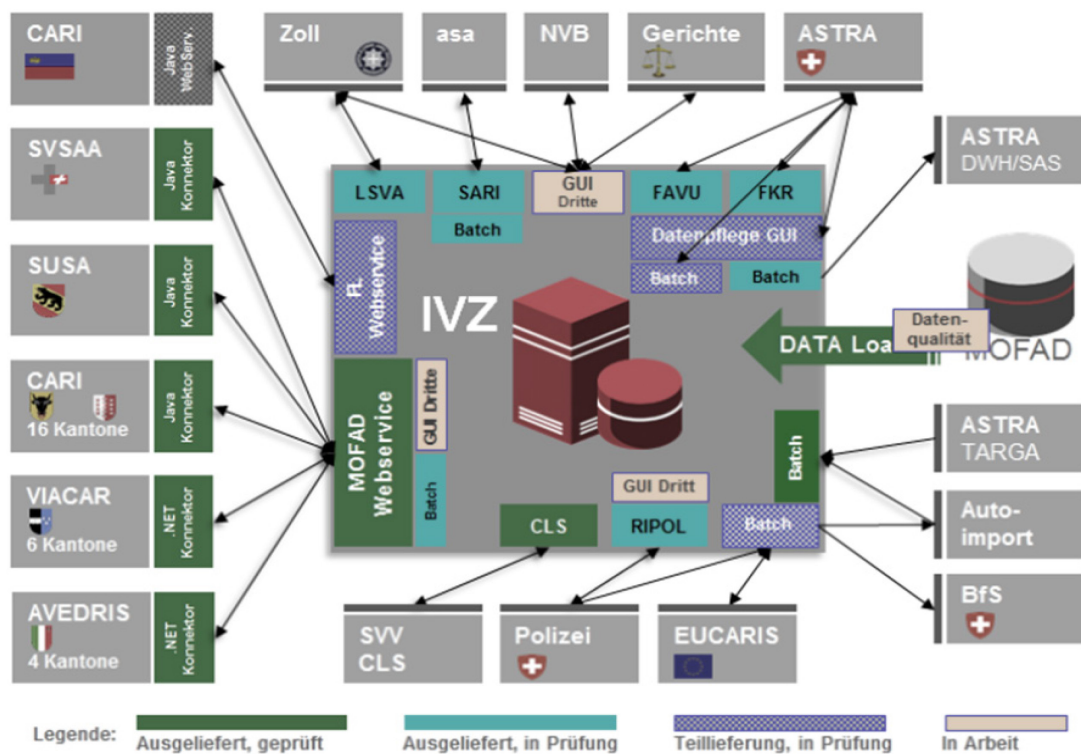 CARI
Java
WebServ.
Zoll
asa
NVB
Gerichte
ASTRA
SVSAA
Java
Konnektor
ASTRA
DWH/SAS
LSVA
SARI
GUI
Dritte
FAVU
FKR
Batch
Datenpflege GUI
Batch
Batch
SUSA
Java
Konnektor
FL
Webservice
IVZ
DATA Loa
Daten-
qualität
MOFAD
CARI
16 Kantone
Java
Konnektor
MOFAD
Webservice
GUI Dritte
Batch
Batch
ASTRA
TARGA
VIACAR
6 Kantone
.NET
Konnektor
GUI Dritt
CLS
RIPOL
Batch
Auto-
import
AVEDRIS
4 Kantone
.NET
Konnektor
BfS
SVV
CLS
Polizei
EUCARIS
Legende:
Ausgeliefert, geprüft
Ausgeliefert, in Prüfung
Teillieferung, in Prüfung
In Arbeit